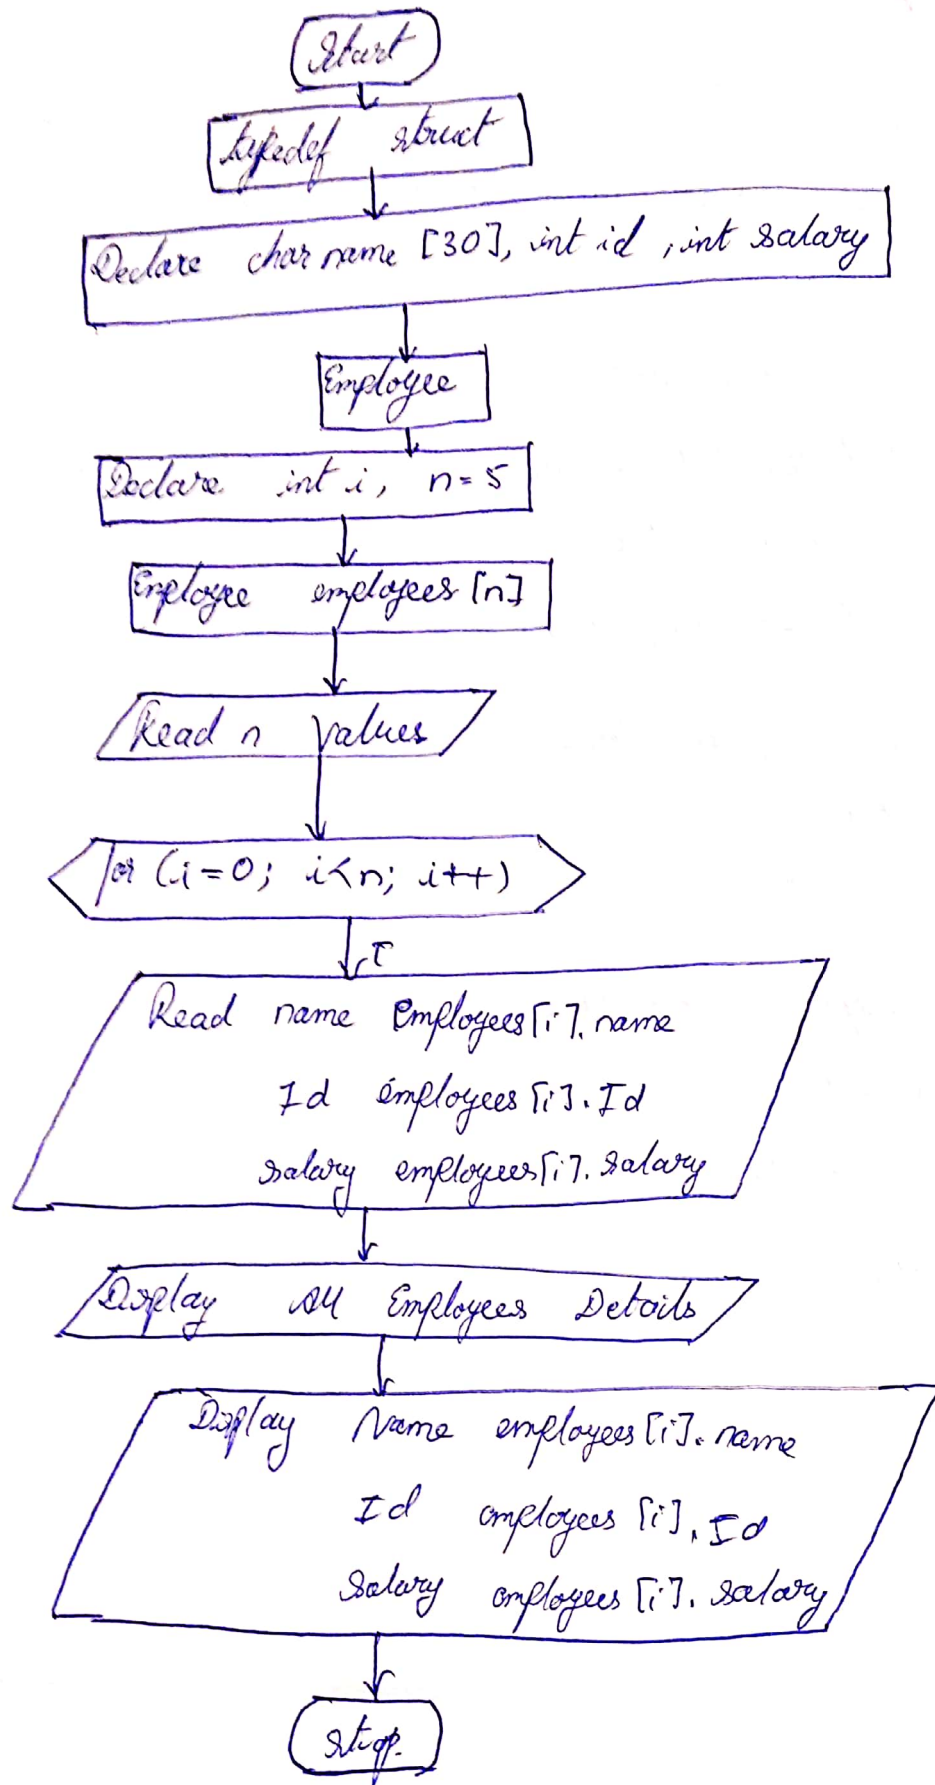 Start
typedef struct
Declare char name [30], int id, int salary
Employee
Declare int i, n=5
Employee employees[n]
Read n values
for (i=0; i<n; i++)
T
Read name employees[i].name
Id employees[i].Id
salary employees[i].salary
Display All Employees Details
Display Name employees[i].name
Id employees[i].Id
Salary employees[i].salary
stop.